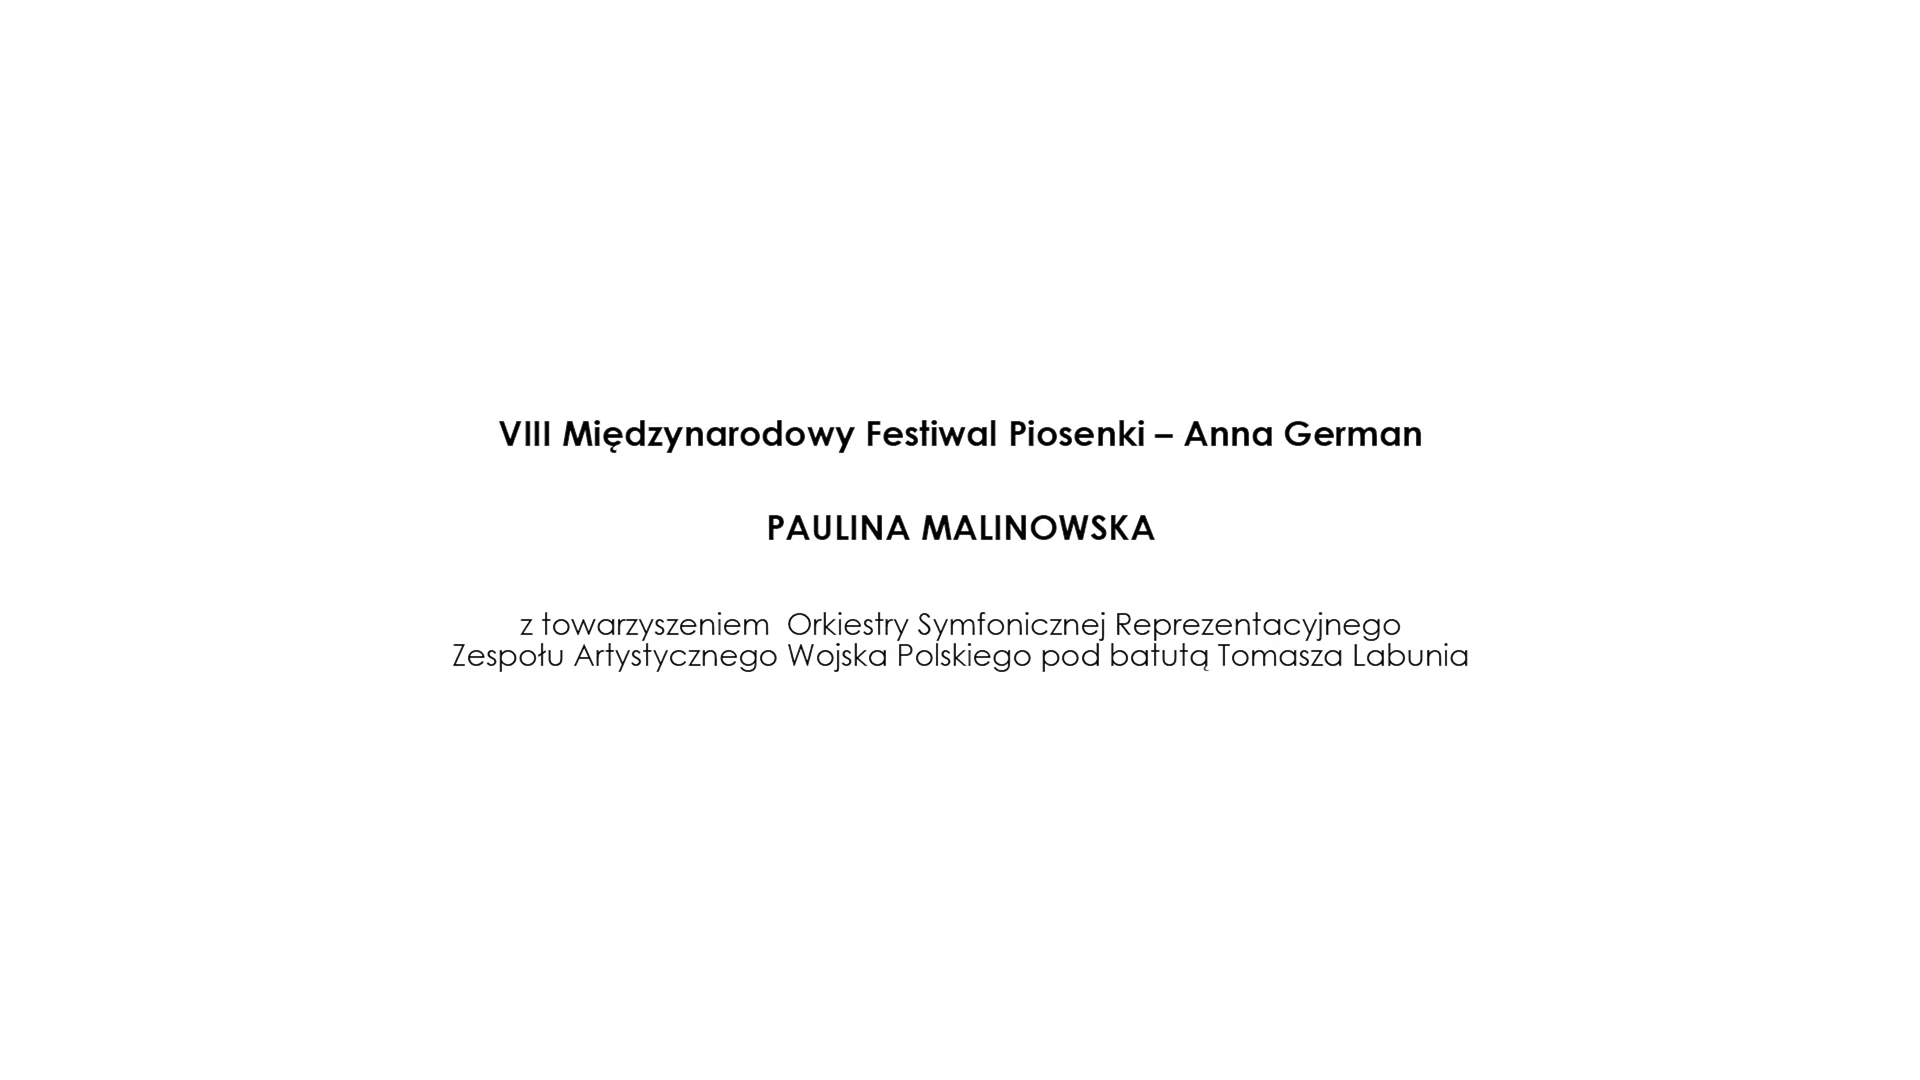 VIII Międzynarodowy Festiwal Piosenki – Anna German
PAULINA MALINOWSKA
z towarzyszeniem  Orkiestry Symfonicznej Reprezentacyjnego
Zespołu Artystycznego Wojska Polskiego pod batutą Tomasza Labunia